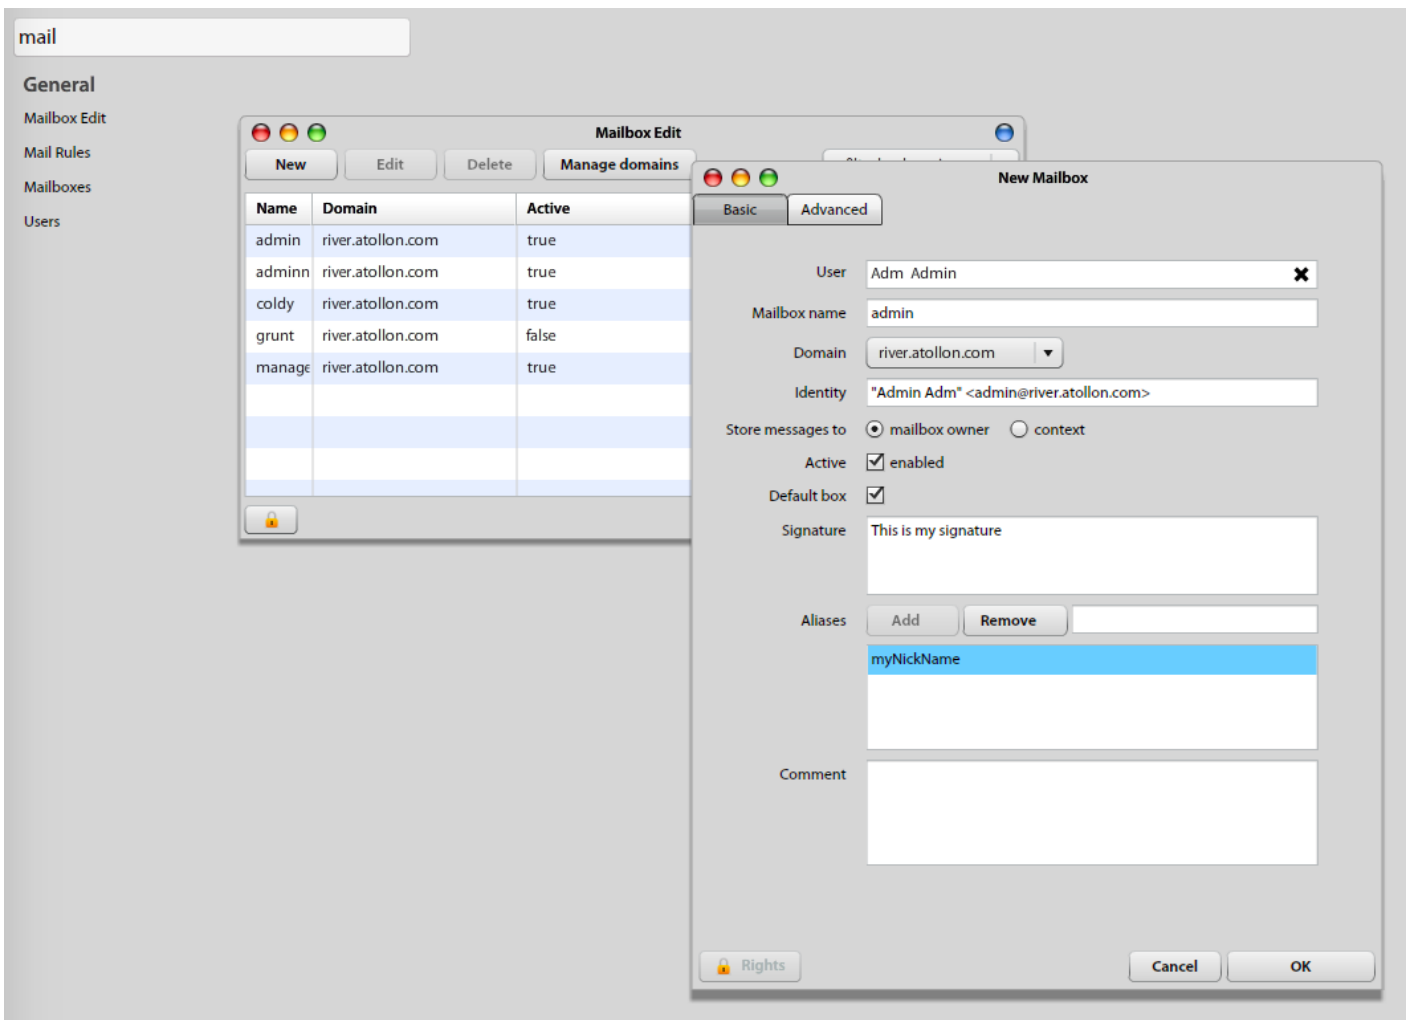 mail
General
Mailbox Edit
Mail Rules
Mailboxes
Users
Mailbox Edit
New Edit Delete Manage domains
Name Domain Active
admin river.atollon.com true
adminn river.atollon.com true
coldy river.atollon.com true
grunt river.atollon.com false
manage river.atollon.com true
New Mailbox
Basic Advanced
User Adm Admin
Mailbox name admin
Domain river.atollon.com
Identity "Admin Adm" <admin@river.atollon.com>
Store messages to mailbox owner context
Active enabled
Default box
Signature This is my signature
Aliases Add Remove
myNickName
Comment
Rights Cancel OK